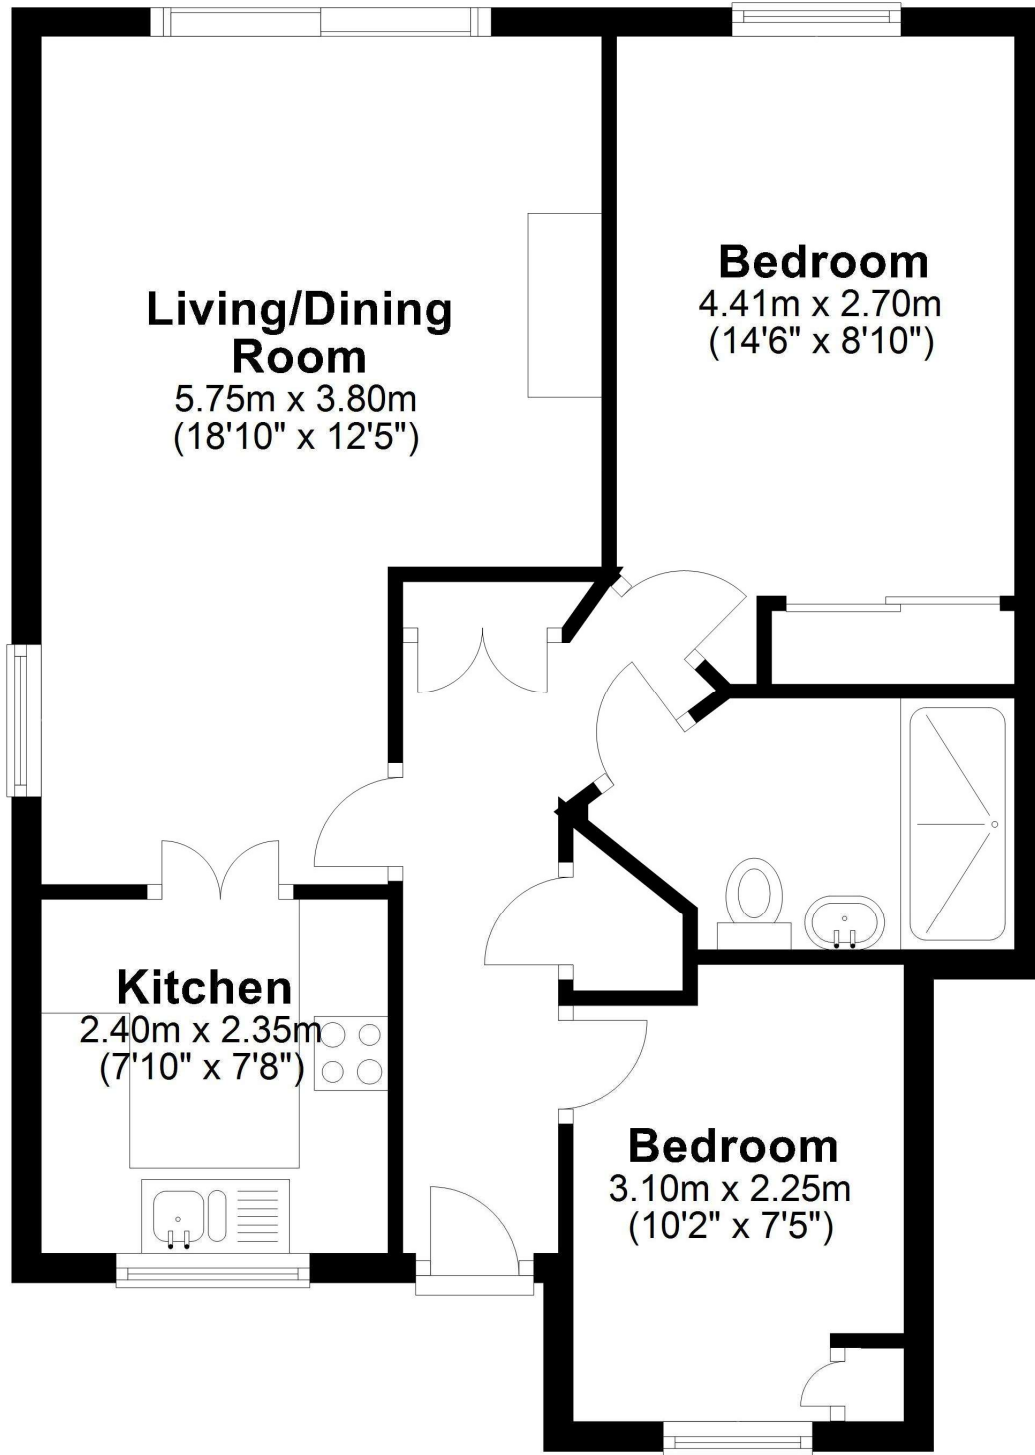 Living/Dining
Room
5.75m x 3.80m
(18'10" x 12'5")
Bedroom
4.41m x 2.70m
(14'6" x 8'10")
Kitchen
2.40m x 2.35m
(7'10" x 7'8")
Bedroom
3.10m x 2.25m
(10'2" x 7'5")